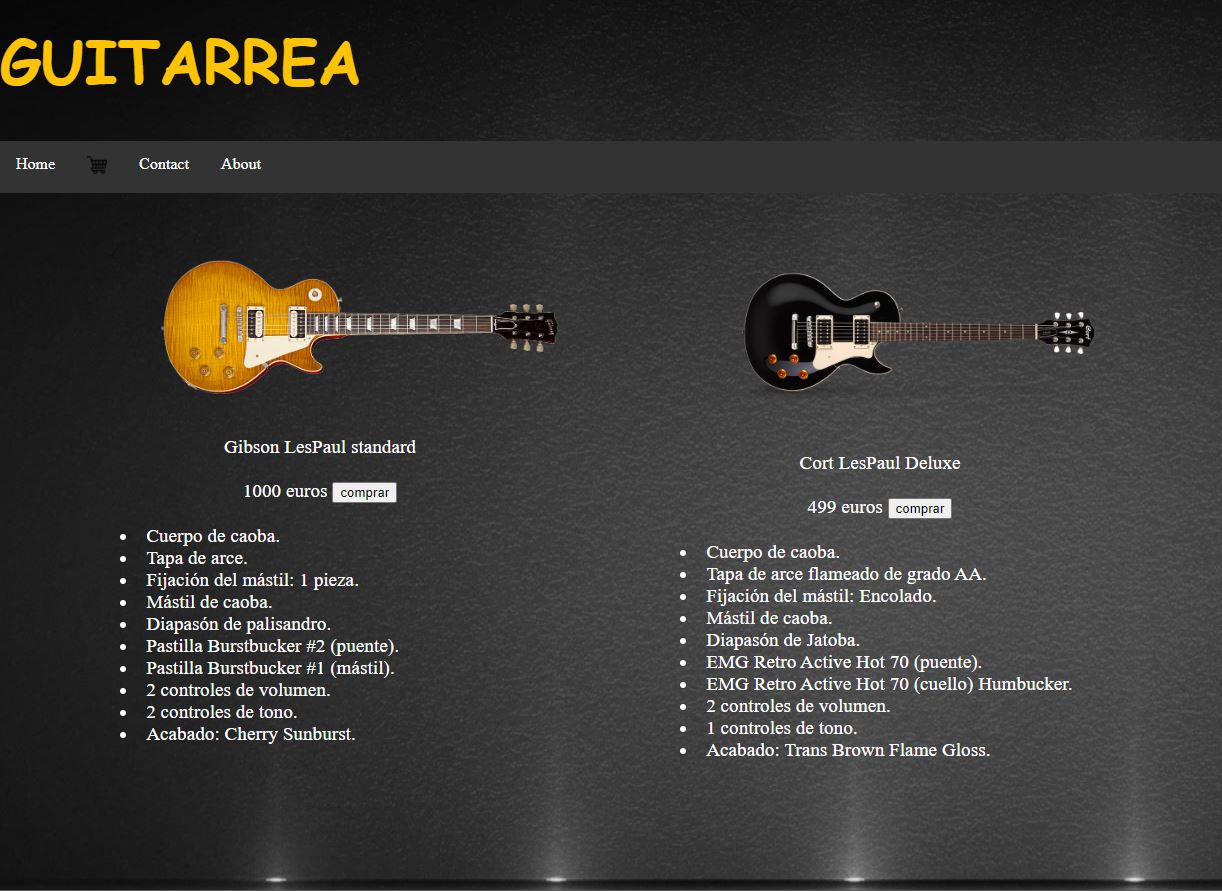 GUITARREA
Home
Contact
About
Gibson LesPaul standard
1000 euros comprar
Cuerpo de caoba.
Tapa de arce.
Fijación del mástil: 1 pieza.
Mástil de caoba.
Diapasón de palisandro.
Pastilla Burstbucker #2 (puente).
Pastilla Burstbucker #1 (mástil).
2 controles de volumen.
2 controles de tono.
Acabado: Cherry Sunburst.
Cort LesPaul Deluxe
499 euros comprar
Cuerpo de caoba.
Tapa de arce flameado de grado AA.
Fijación del mástil: Encolado.
Mástil de caoba.
Diapasón de Jatoba.
EMG Retro Active Hot 70 (puente).
EMG Retro Active Hot 70 (cuello) Humbucker.
2 controles de volumen.
1 controles de tono.
Acabado: Trans Brown Flame Gloss.